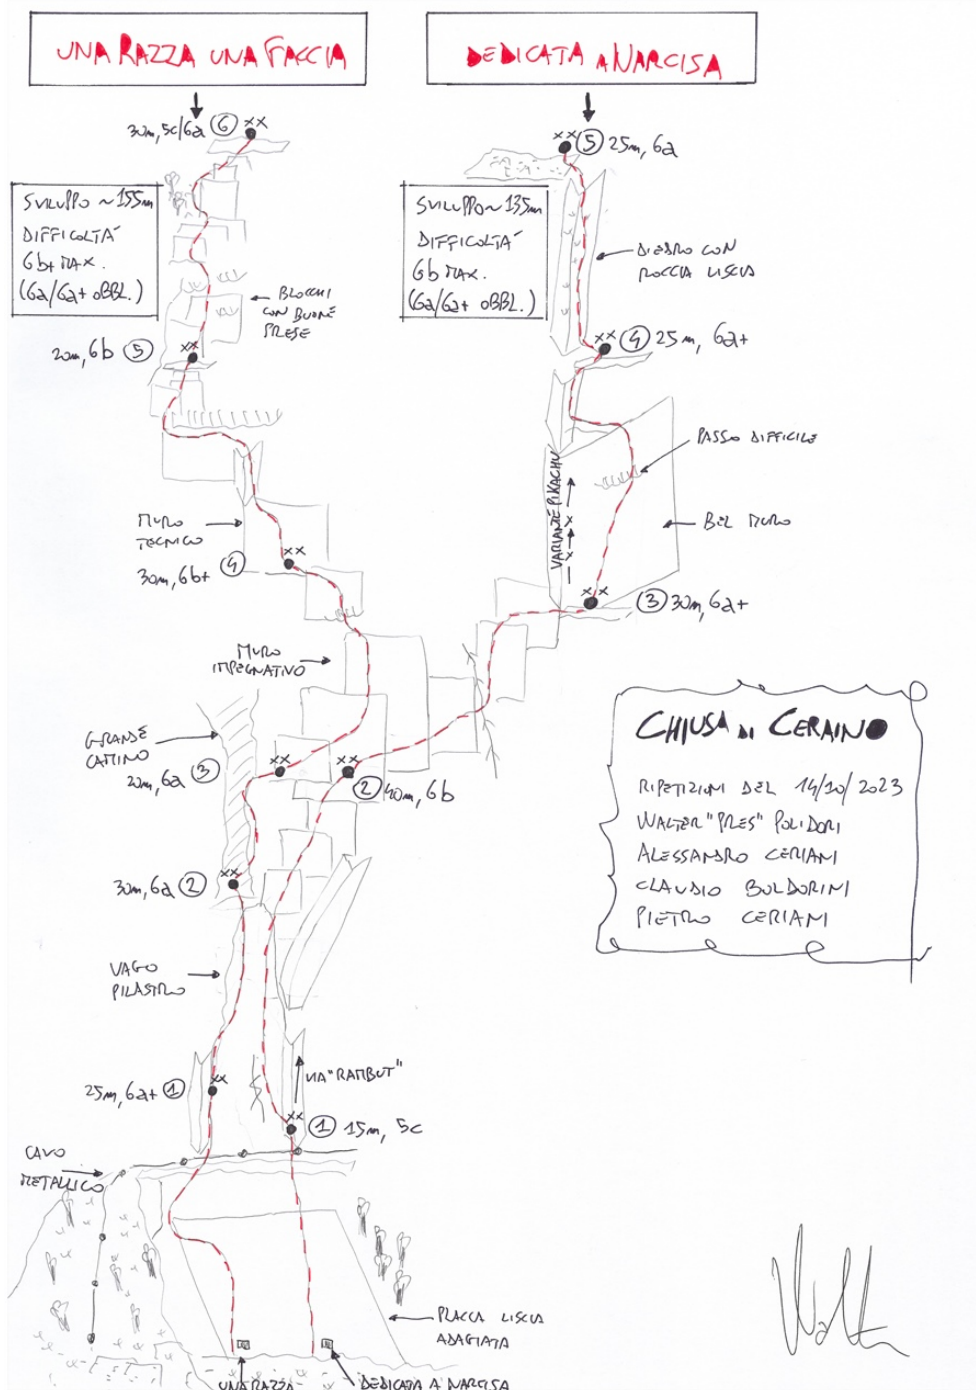 UNA RAZZA UNA FACCIA
DEDICATA A NARCISA
30m, 5c/6a 6
5 25m, 6a
SVILUPPO ~ 155m
DIFFICOLTÀ
6b+ MAX.
(6a/6a+ OBBL.)
SVILUPPO ~ 135m
DIFFICOLTÀ
6b MAX.
(6a/6a+ OBBL.)
DIEDRO CON
ROCCIA LISCIA
BLOCCHI
CON BUONE
PRESE
20m, 6b 5
4 25m, 6a+
PASSO DIFFICILE
VARIANTE PIKACHU
BEL MURO
MURO
TECNICO
30m, 6b+ 4
3 30m, 6a+
MURO
IMPEGNATIVO
GRANDE
CAMINO
20m, 6a 3
2 40m, 6b
CHIUSA DI CERAINO
RIPETIZIONI DEL 14/10/2023
WALTER "PRES" POLIDORI
ALESSANDRO CERIANI
CLAUDIO BOLDORINI
PIETRO CERIANI
30m, 6a 2
VAGO
PILASTRO
VIA "RAMBUT"
25m, 6a+ 1
1 15m, 5c
CAVO
METALLICO
PLACCA LISCIA
ADAGIATA
UNA RAZZA
DEDICATA A NARCISA